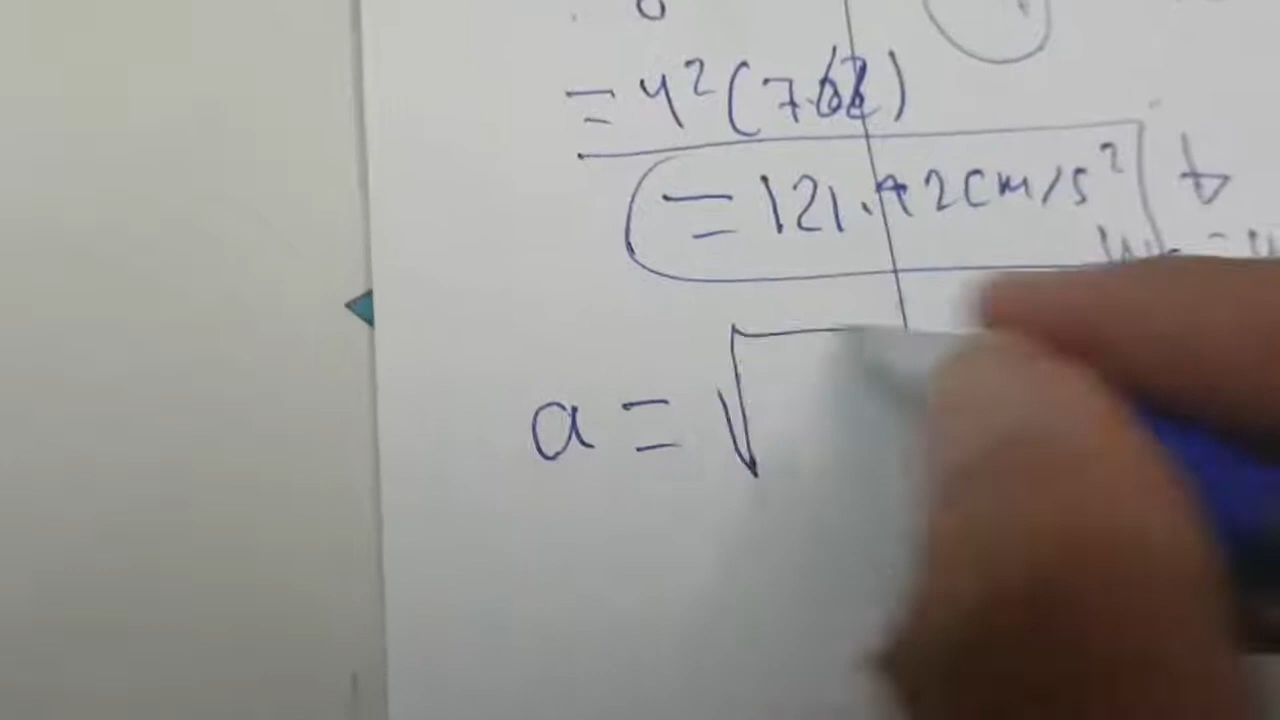 = 4² (7.62)
= 121.92 cm/s²
a = √